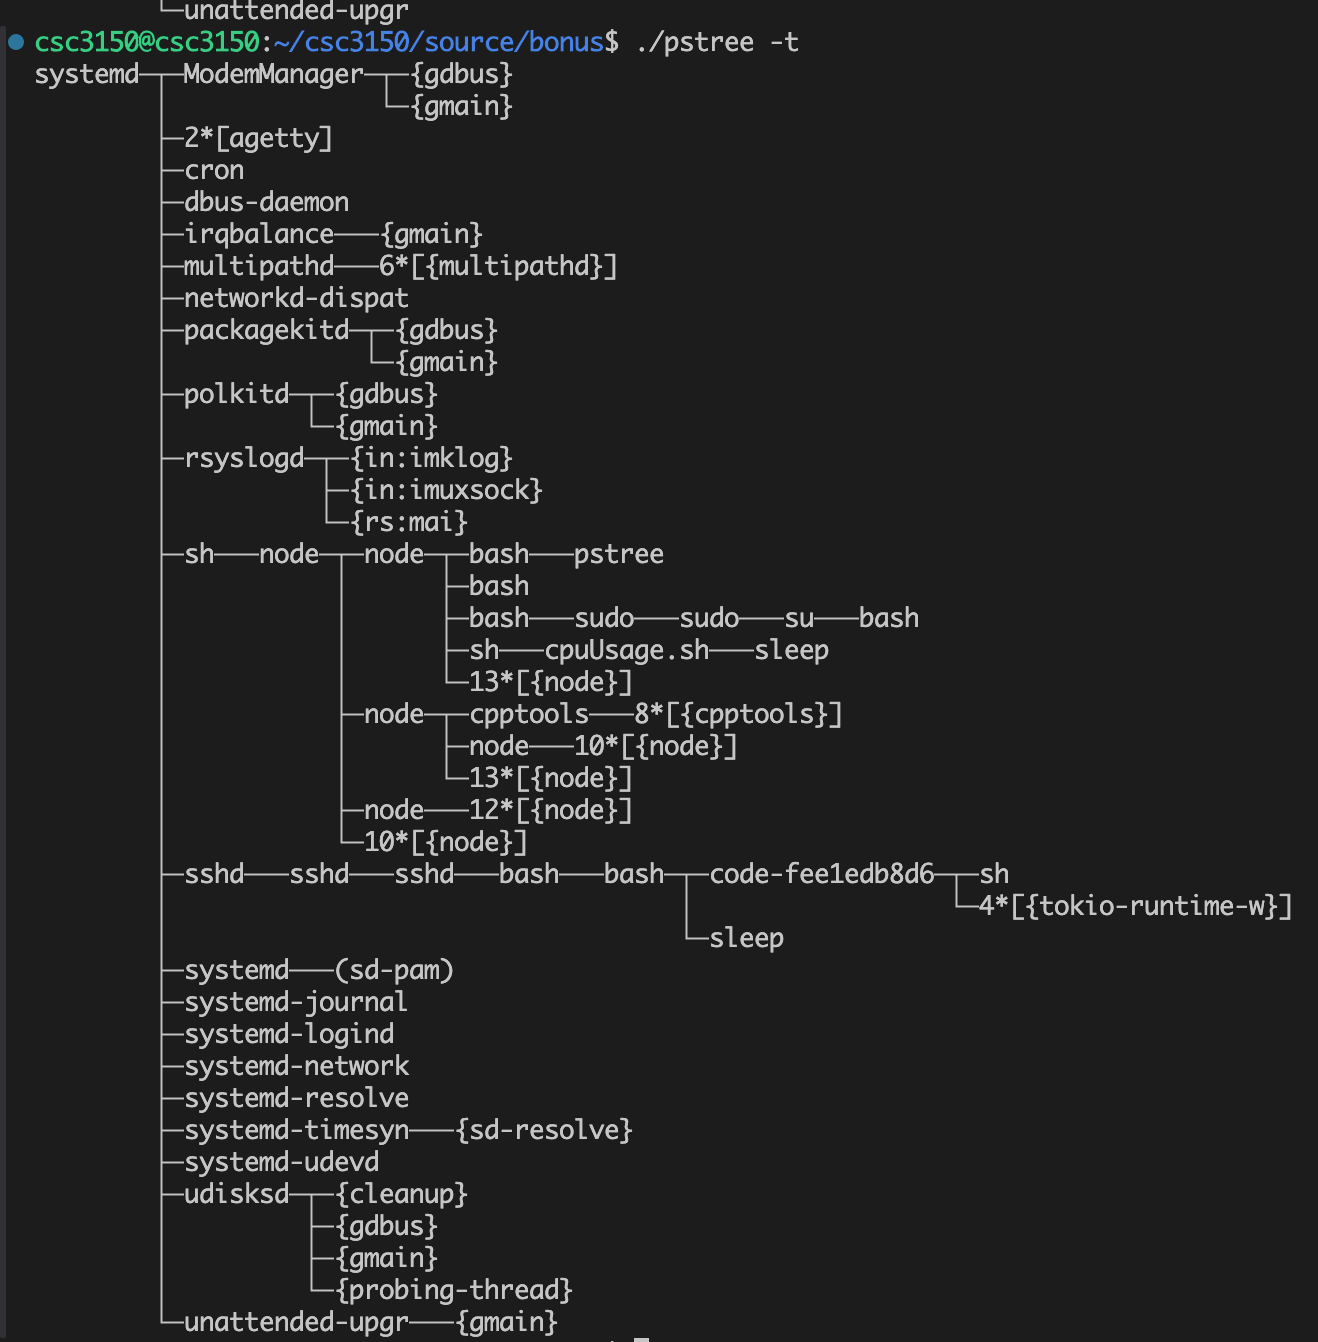 └─unattended-upgr
csc3150@csc3150:~/csc3150/source/bonus$ ./pstree -t
systemd─┬─ModemManager─┬─{gdbus}
        │              └─{gmain}
        ├─2*[agetty]
        ├─cron
        ├─dbus-daemon
        ├─irqbalance───{gmain}
        ├─multipathd───6*[{multipathd}]
        ├─networkd-dispat
        ├─packagekitd─┬─{gdbus}
        │             └─{gmain}
        ├─polkitd─┬─{gdbus}
        │         └─{gmain}
        ├─rsyslogd─┬─{in:imklog}
        │          ├─{in:imuxsock}
        │          └─{rs:mai}
        ├─sh───node─┬─node─┬─bash───pstree
        │           │      ├─bash
        │           │      ├─bash───sudo───sudo───su───bash
        │           │      ├─sh───cpuUsage.sh───sleep
        │           │      └─13*[{node}]
        │           ├─node─┬─cpptools───8*[{cpptools}]
        │           │      ├─node───10*[{node}]
        │           │      └─13*[{node}]
        │           ├─node───12*[{node}]
        │           └─10*[{node}]
        ├─sshd───sshd───sshd───bash───bash─┬─code-fee1edb8d6─┬─sh
        │                                  │                 └─4*[{tokio-runtime-w}]
        │                                  └─sleep
        ├─systemd───(sd-pam)
        ├─systemd-journal
        ├─systemd-logind
        ├─systemd-network
        ├─systemd-resolve
        ├─systemd-timesyn───{sd-resolve}
        ├─systemd-udevd
        ├─udisksd─┬─{cleanup}
        │         ├─{gdbus}
        │         ├─{gmain}
        │         └─{probing-thread}
        └─unattended-upgr───{gmain}